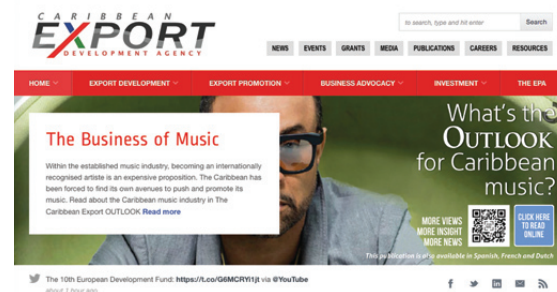 CARIBBEAN
EXPORT
DEVELOPMENT AGENCY
to search, type and hit enter
Search
NEWS EVENTS GRANTS MEDIA PUBLICATIONS CAREERS RESOURCES
HOME EXPORT DEVELOPMENT EXPORT PROMOTION BUSINESS ADVOCACY INVESTMENT THE EPA
The Business of Music
Within the established music industry, becoming an internationally
recognised artiste is an expensive proposition. The Caribbean has
been forced to find its own avenues to push and promote its
music. Read about the Caribbean music industry in The
Caribbean Export OUTLOOK Read more
What's the
OUTLOOK
for Caribbean
music?
MORE VIEWS
MORE INSIGHT
MORE NEWS
CLICK HERE
TO READ
ONLINE
This publication is also available in Spanish, French and Dutch
The 10th European Development Fund: https://t.co/G6MCRYi1jt via @YouTube
about 1 hour ago